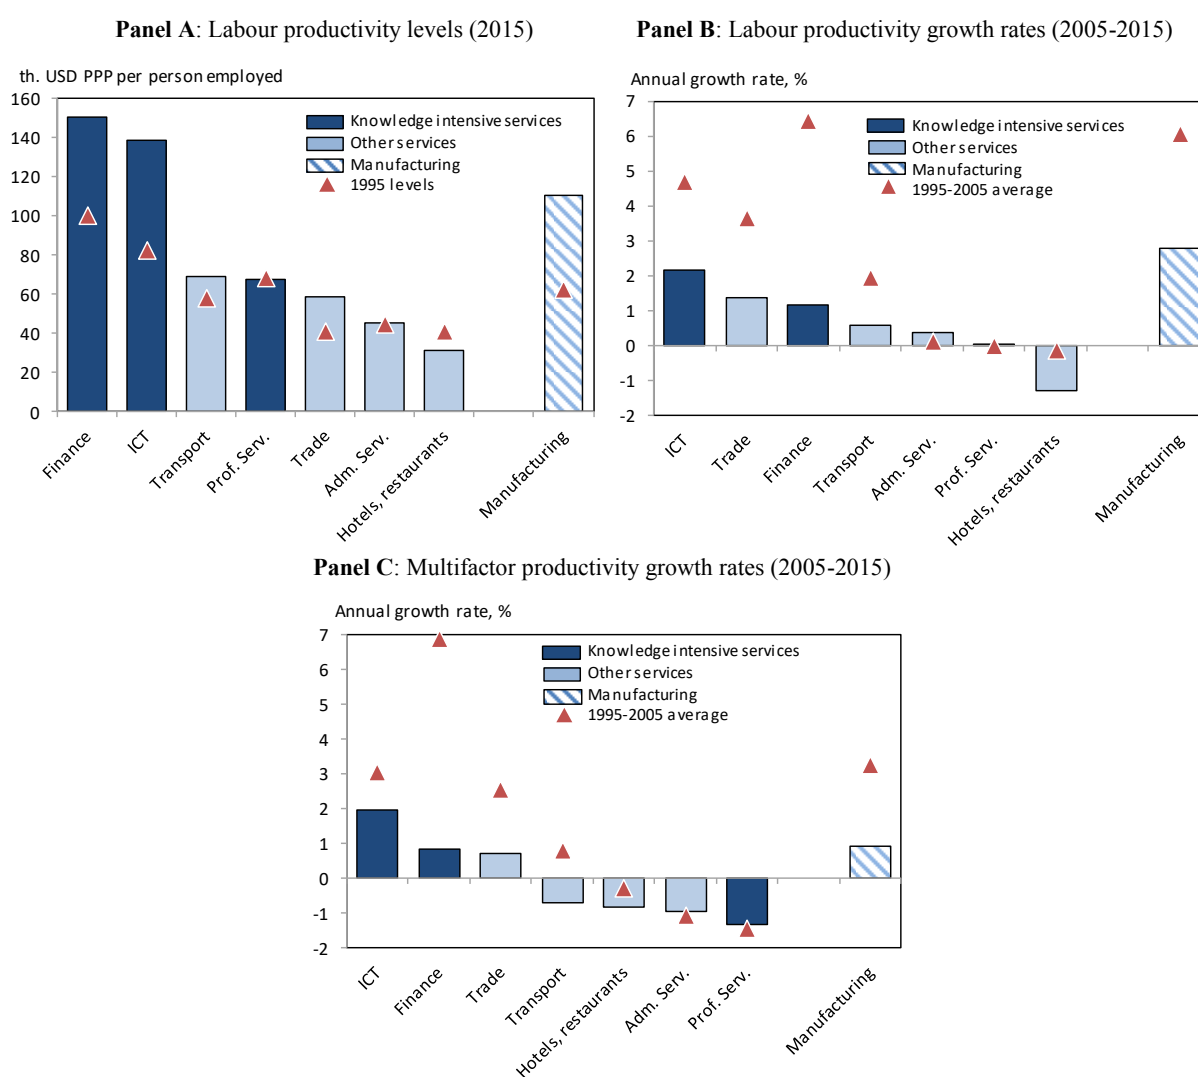 Panel A: Labour productivity levels (2015)
th. USD PPP per person employed
160
140
120
100
80
60
40
20
0
Knowledge intensive services
Other services
Manufacturing
1995 levels
Finance
ICT
Transport
Prof. Serv.
Trade
Adm. Serv.
Hotels, restaurants
Manufacturing
Panel B: Labour productivity growth rates (2005-2015)
Annual growth rate, %
7
6
5
4
3
2
1
0
-1
-2
Knowledge intensive services
Other services
Manufacturing
1995-2005 average
ICT
Trade
Finance
Transport
Adm. Serv.
Prof. Serv.
Hotels, restaurants
Manufacturing
Panel C: Multifactor productivity growth rates (2005-2015)
Annual growth rate, %
7
6
5
4
3
2
1
0
-1
-2
Knowledge intensive services
Other services
Manufacturing
1995-2005 average
ICT
Finance
Trade
Transport
Hotels, restaurants
Adm. Serv.
Prof. Serv.
Manufacturing